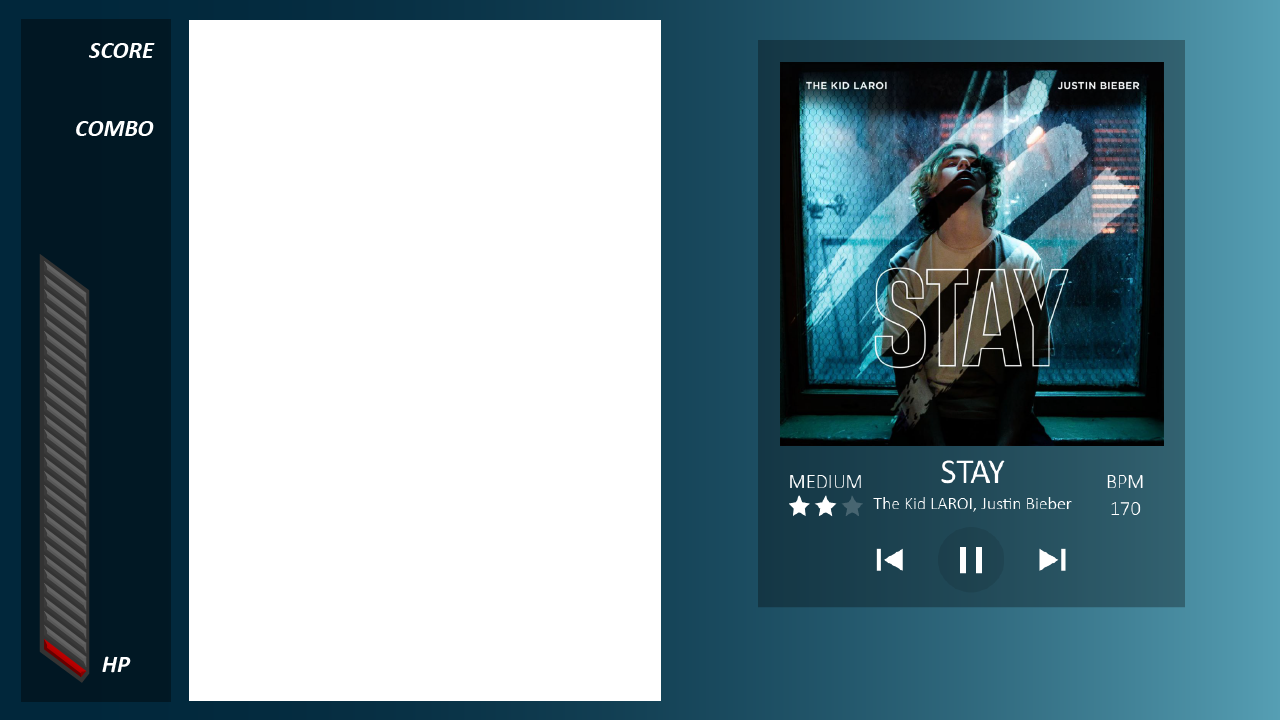 SCORE
COMBO
HP
THE KID LAROI
JUSTIN BIEBER
STAY
STAY
MEDIUM
The Kid LAROI, Justin Bieber
BPM
170